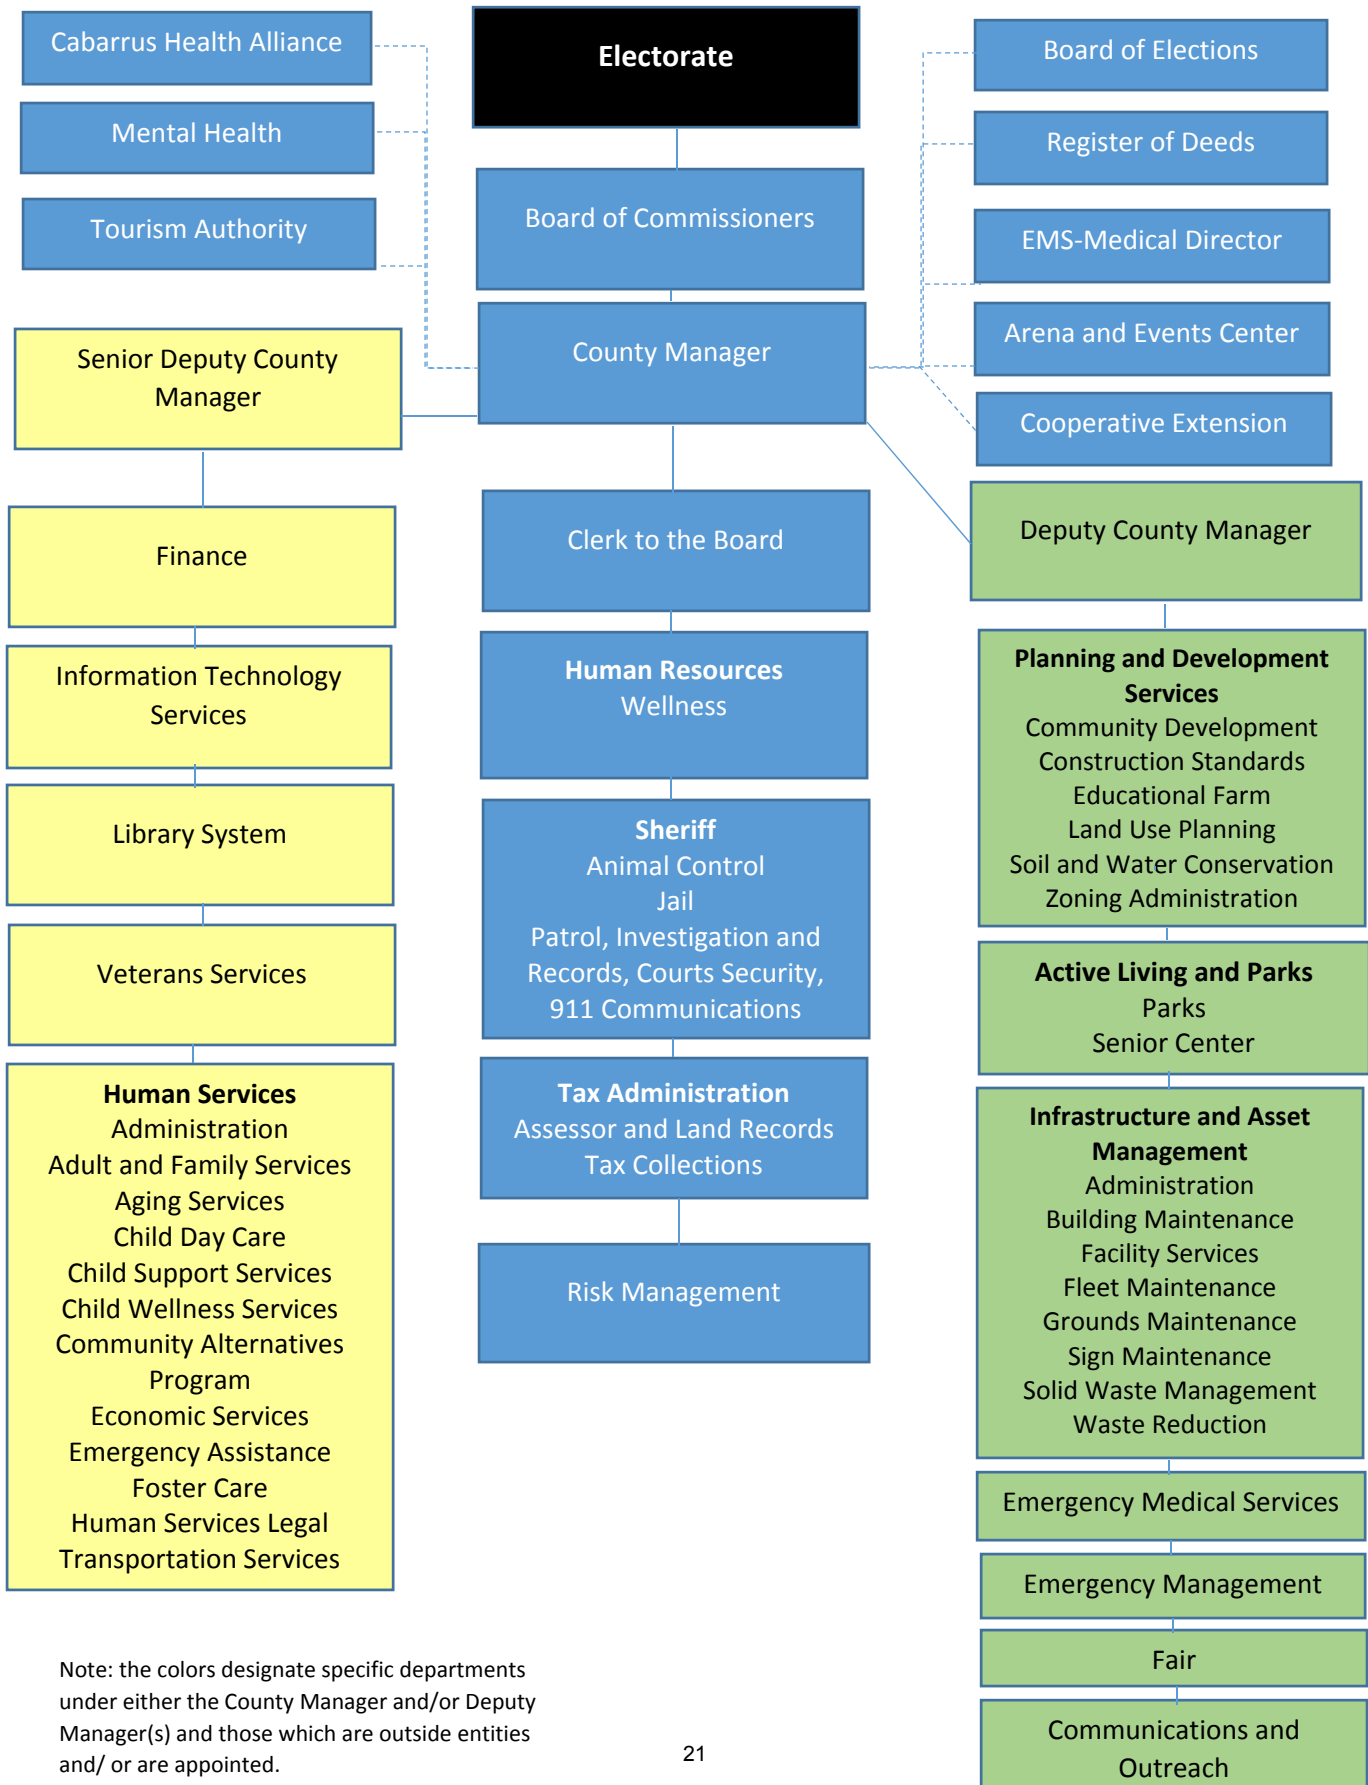 Cabarrus Health Alliance
Mental Health
Tourism Authority
Electorate
Board of Commissioners
County Manager
Board of Elections
Register of Deeds
EMS-Medical Director
Arena and Events Center
Cooperative Extension
Senior Deputy County
Manager
Finance
Information Technology
Services
Library System
Veterans Services
Human Services
Administration
Adult and Family Services
Aging Services
Child Day Care
Child Support Services
Child Wellness Services
Community Alternatives
Program
Economic Services
Emergency Assistance
Foster Care
Human Services Legal
Transportation Services
Clerk to the Board
Human Resources
Wellness
Sheriff
Animal Control
Jail
Patrol, Investigation and
Records, Courts Security,
911 Communications
Tax Administration
Assessor and Land Records
Tax Collections
Risk Management
Deputy County Manager
Planning and Development
Services
Community Development
Construction Standards
Educational Farm
Land Use Planning
Soil and Water Conservation
Zoning Administration
Active Living and Parks
Parks
Senior Center
Infrastructure and Asset
Management
Administration
Building Maintenance
Facility Services
Fleet Maintenance
Grounds Maintenance
Sign Maintenance
Solid Waste Management
Waste Reduction
Emergency Medical Services
Emergency Management
Fair
Communications and
Outreach
Note: the colors designate specific departments
under either the County Manager and/or Deputy
Manager(s) and those which are outside entities
and/ or are appointed.
21